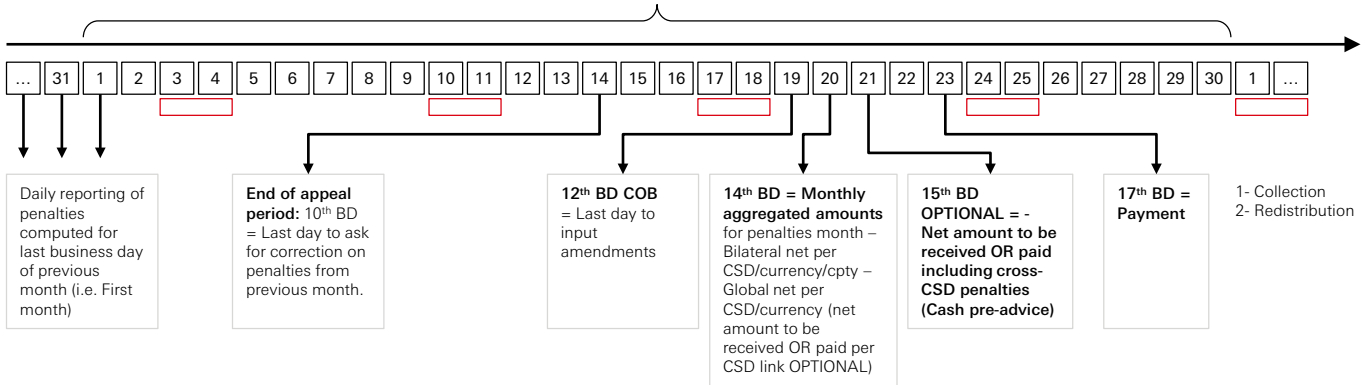 ... 31 1 2 3 4 5 6 7 8 9 10 11 12 13 14 15 16 17 18 19 20 21 22 23 24 25 26 27 28 29 30 1 ...
Daily reporting of
penalties
computed for
last business day
of previous
month (i.e. First
month)
End of appeal
period: 10th BD
= Last day to ask
for correction on
penalties from
previous month.
12th BD COB
= Last day to
input
amendments
14th BD = Monthly
aggregated amounts
for penalties month –
Bilateral net per
CSD/currency/cpty –
Global net per
CSD/currency (net
amount to be
received OR paid per
CSD link OPTIONAL)
15th BD
OPTIONAL = -
Net amount to be
received OR paid
including cross-
CSD penalties
(Cash pre-advice)
17th BD =
Payment
1- Collection
2- Redistribution